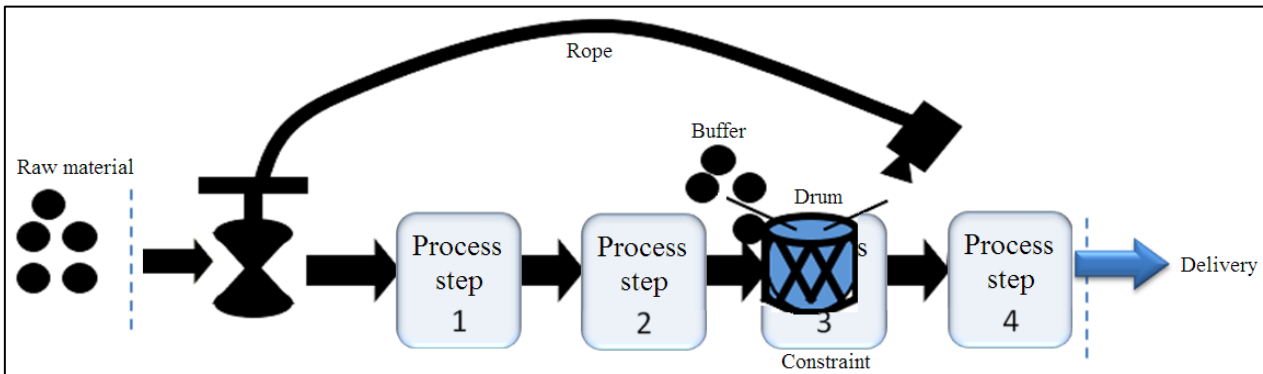 Rope
Buffer
Raw material
Drum
Process
step
1
Process
step
2
s
3
Process
step
4
Delivery
Constraint